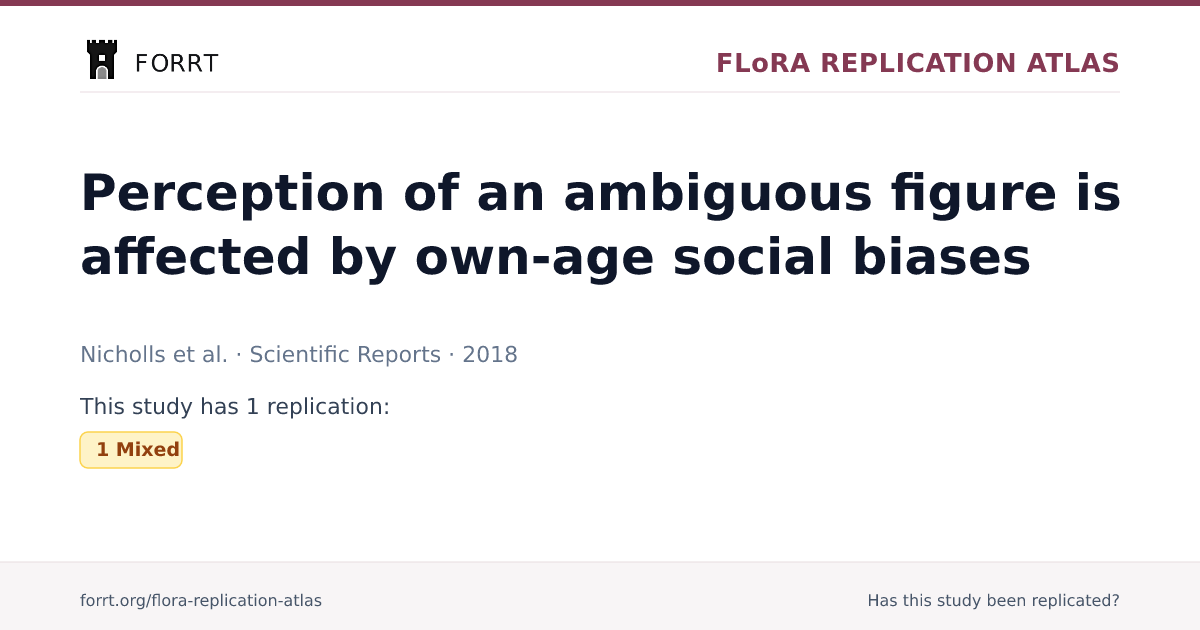 FORRT
FLoRA REPLICATION ATLAS
Perception of an ambiguous figure is
affected by own-age social biases
Nicholls et al. · Scientific Reports · 2018
This study has 1 replication:
1 Mixed
forrt.org/flora-replication-atlas
Has this study been replicated?